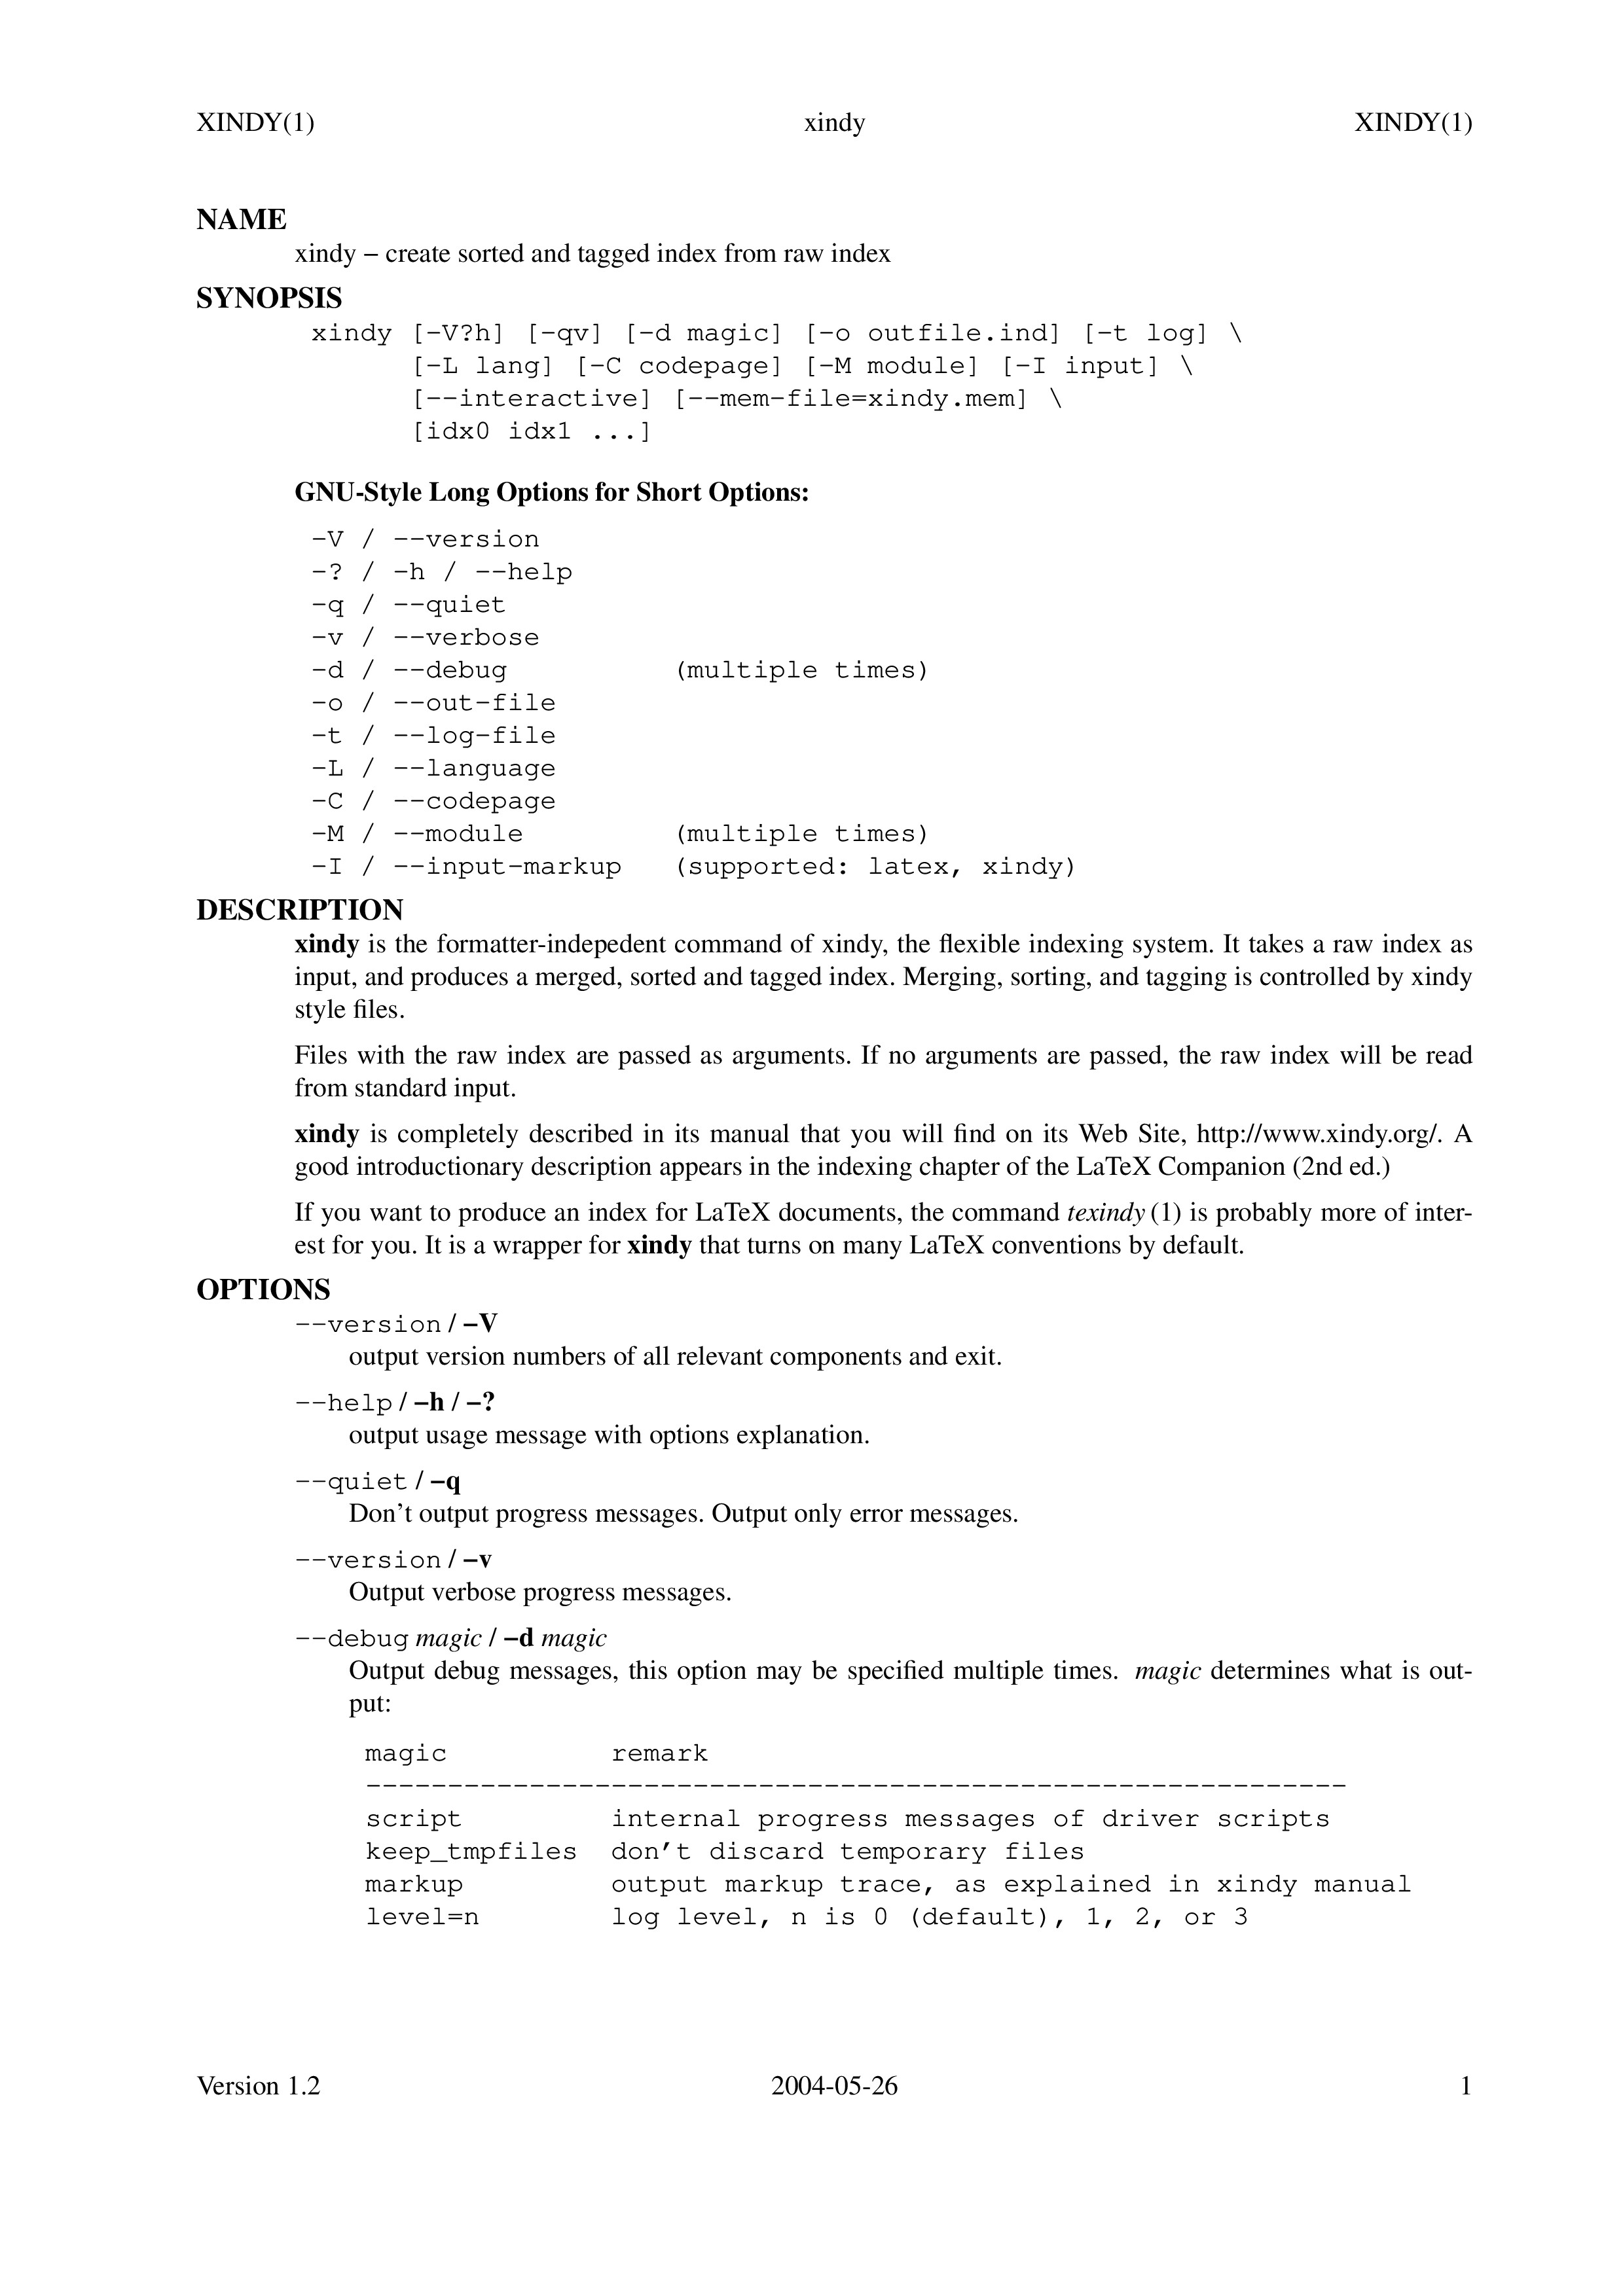 XINDY(1) xindy XINDY(1)
NAME
xindy − create sorted and tagged index from raw index
SYNOPSIS
xindy [-V?h] [-qv] [-d magic] [-o outfile.ind] [-t log] \
[-L lang] [-C codepage] [-M module] [-I input] \
[--interactive] [--mem-file=xindy.mem] \
[idx0 idx1 ...]
GNU-Style Long Options for Short Options:
-V / --version
-? / -h / --help
-q / --quiet
-v / --verbose
-d / --debug (multiple times)
-o / --out-file
-t / --log-file
-L / --language
-C / --codepage
-M / --module (multiple times)
-I / --input-markup (supported: latex, xindy)
DESCRIPTION
xindy is the formatter-indepedent command of xindy, the flexible indexing system. It takes a raw index as
input, and produces a merged, sorted and tagged index. Merging, sorting, and tagging is controlled by xindy
style files.
Files with the raw index are passed as arguments. If no arguments are passed, the raw index will be read
from standard input.
xindy is completely described in its manual that you will find on its Web Site, http://www.xindy.org/. A
good introductionary description appears in the indexing chapter of the LaTeX Companion (2nd ed.)
If you want to produce an index for LaTeX documents, the command texindy (1) is probably more of inter-
est for you. It is a wrapper for xindy that turns on many LaTeX conventions by default.
OPTIONS
--version / −V
output version numbers of all relevant components and exit.
--help / −h / −?
output usage message with options explanation.
--quiet / −q
Don’t output progress messages. Output only error messages.
--version / −v
Output verbose progress messages.
--debug magic / −d magic
Output debug messages, this option may be specified multiple times. magic determines what is out-
put:
magic remark
------------------------------------------------------------
script internal progress messages of driver scripts
keep_tmpfiles don’t discard temporary files
markup output markup trace, as explained in xindy manual
level=n log level, n is 0 (default), 1, 2, or 3
Version 1.2 2004-05-26 1